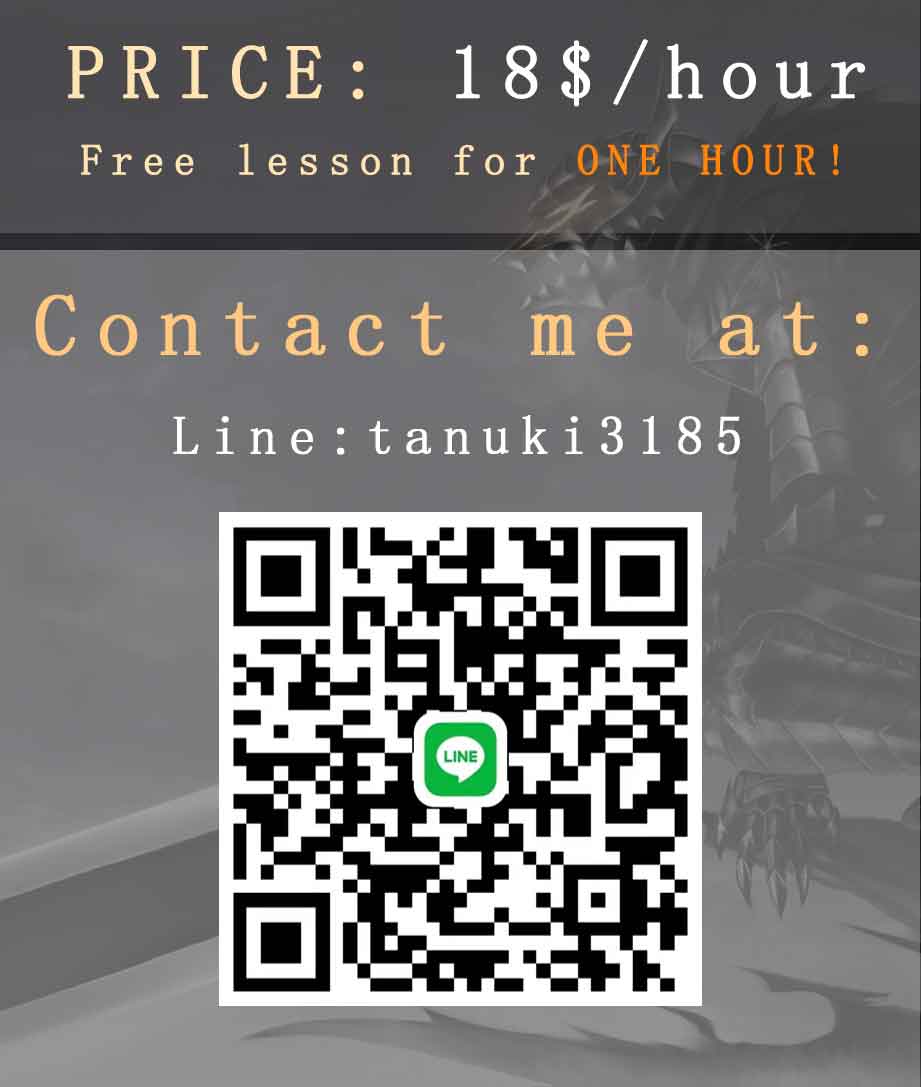 PRICE: 18$/hour
Free lesson for ONE HOUR!
Contact me at:
Line:tanuki3185
LINE